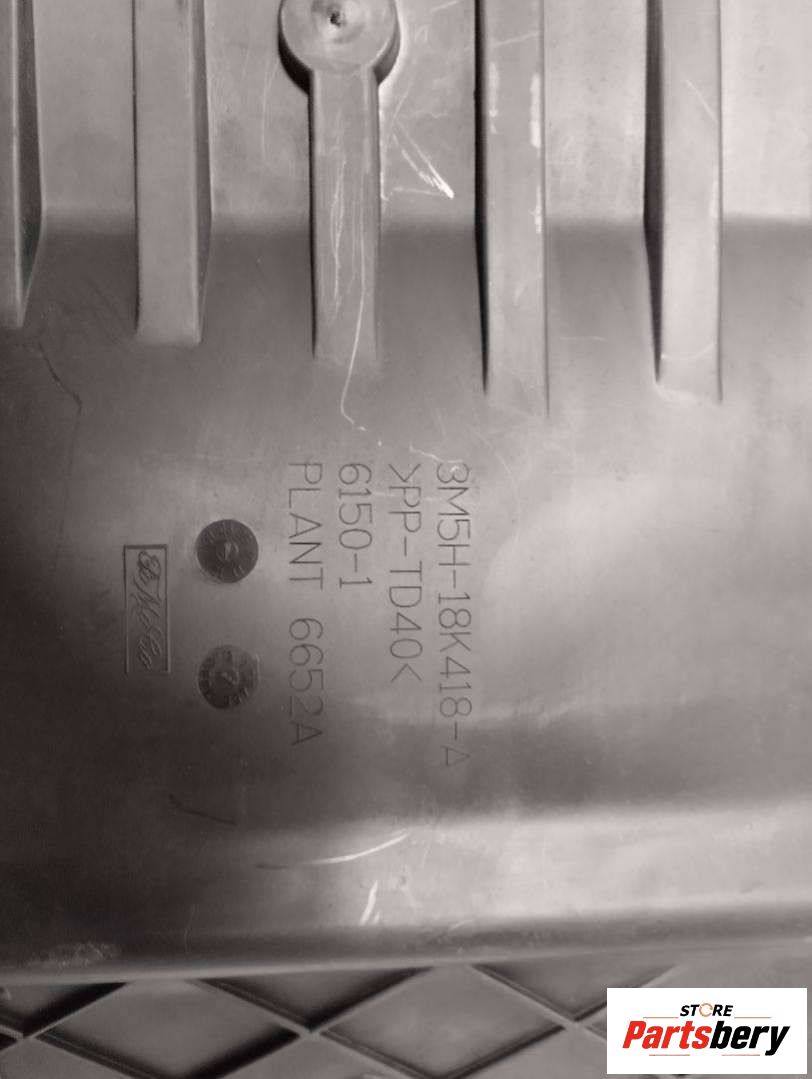 3M5H-18K418-A
>PP-TD40<
6150-1
PLANT 6652A
STORE
Partsbery